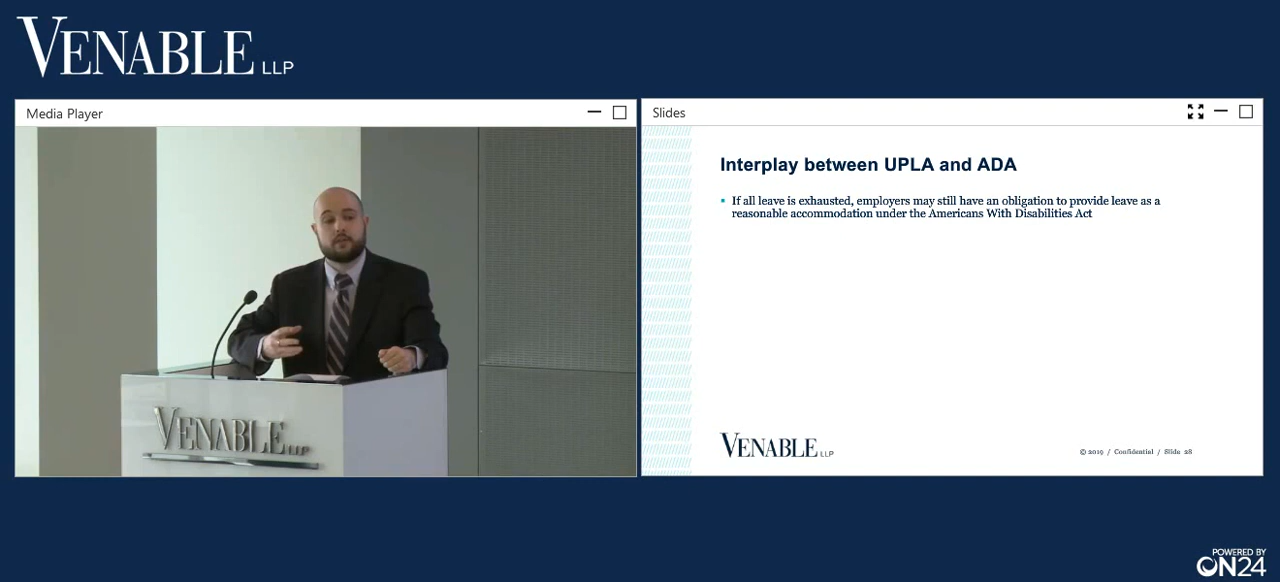 VENABLE LLP
Media Player
Slides
Interplay between UPLA and ADA
If all leave is exhausted, employers may still have an obligation to provide leave as a
reasonable accommodation under the Americans With Disabilities Act
VENABLE LLP
VENABLE LLP
© 2019 / Confidential / Slide 28
POWERED BY
ON24